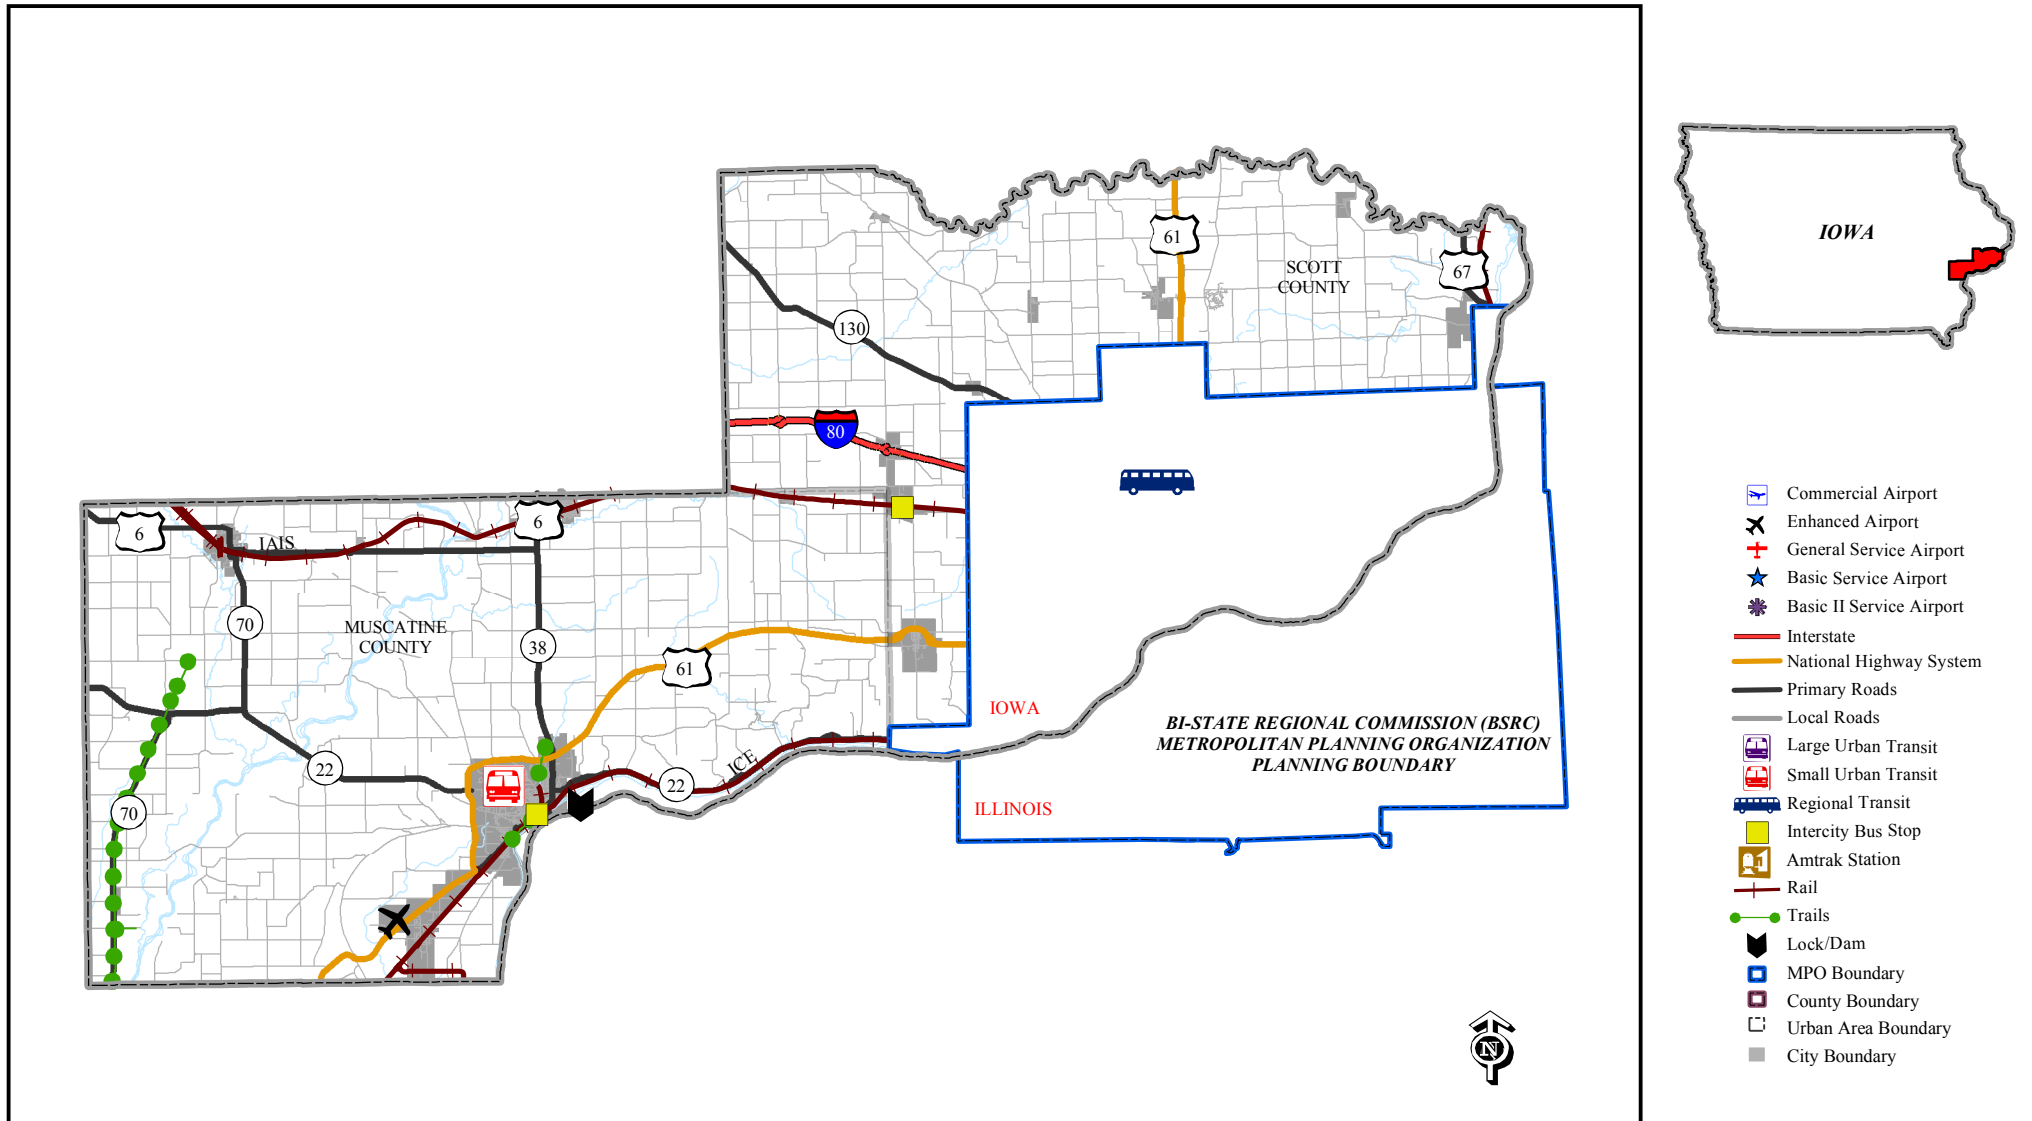 61
SCOTT
COUNTY
67
130
80
6
6
IAIS
70
MUSCATINE
COUNTY
38
61
IOWA
22
70
ICE
22
BI-STATE REGIONAL COMMISSION (BSRC)
METROPOLITAN PLANNING ORGANIZATION
PLANNING BOUNDARY
ILLINOIS
N
IOWA
Commercial Airport
Enhanced Airport
General Service Airport
Basic Service Airport
Basic II Service Airport
Interstate
National Highway System
Primary Roads
Local Roads
Large Urban Transit
Small Urban Transit
Regional Transit
Intercity Bus Stop
Amtrak Station
Rail
Trails
Lock/Dam
MPO Boundary
County Boundary
Urban Area Boundary
City Boundary